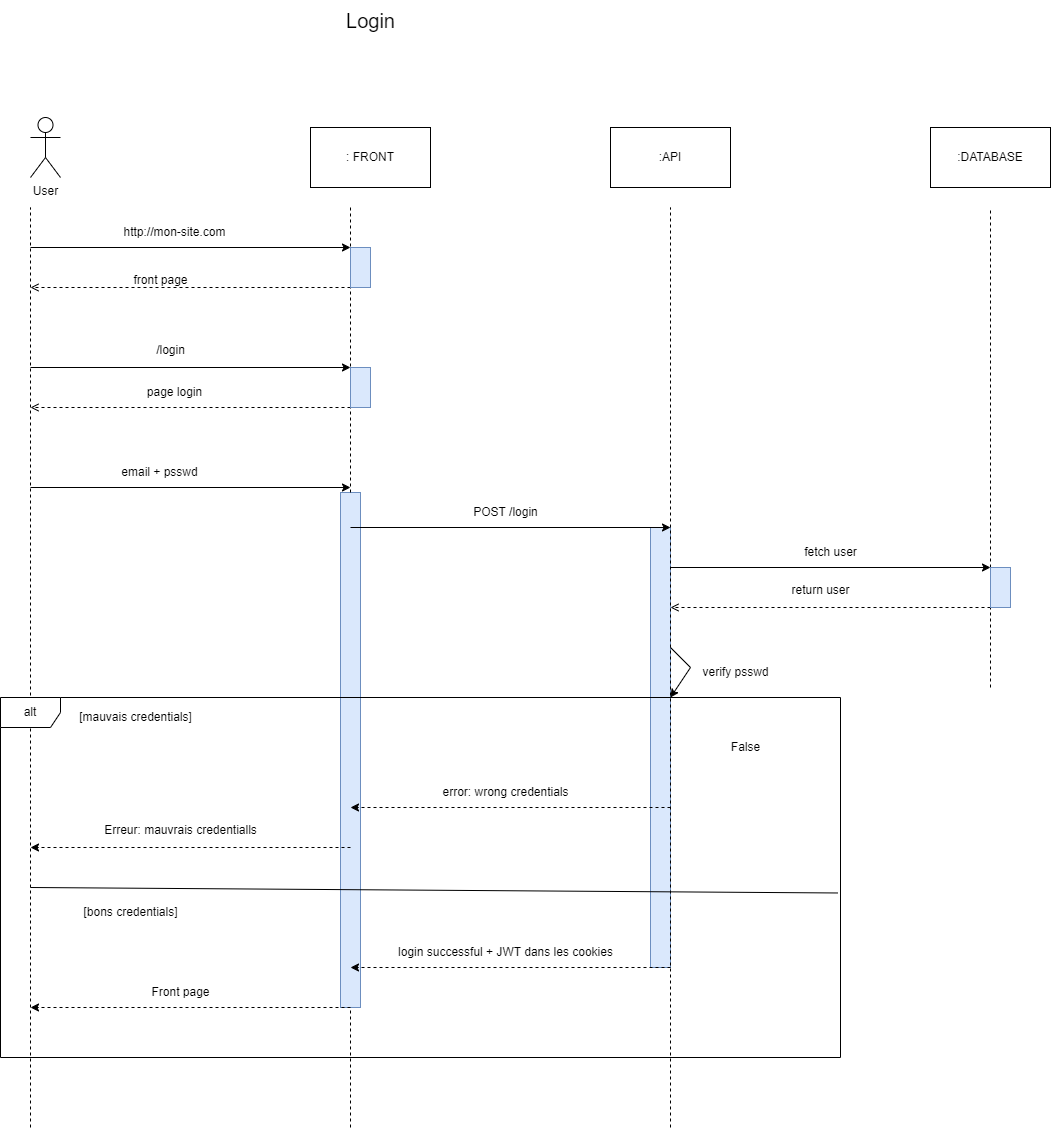 Login
User
: FRONT
:API
:DATABASE
http://mon-site.com
front page
/login
page login
email + psswd
POST /login
fetch user
return user
verify psswd
alt
[mauvais credentials]
False
error: wrong credentials
Erreur: mauvrais credentialls
[bons credentials]
login successful + JWT dans les cookies
Front page